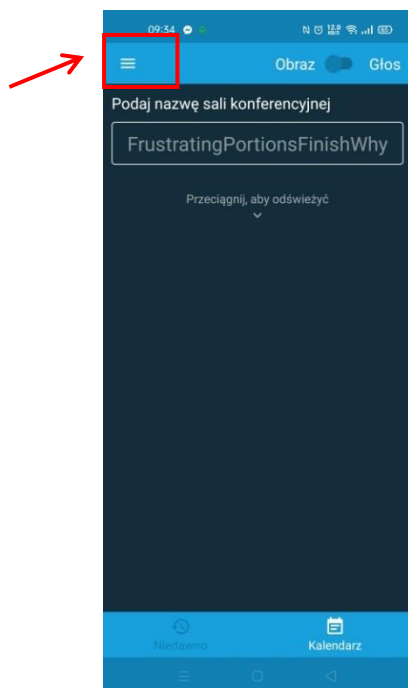 09:34
Obraz Głos
Podaj nazwę sali konferencyjnej
FrustratingPortionsFinishWhy
Przeciągnij, aby odświeżyć
Niedawno Kalendarz